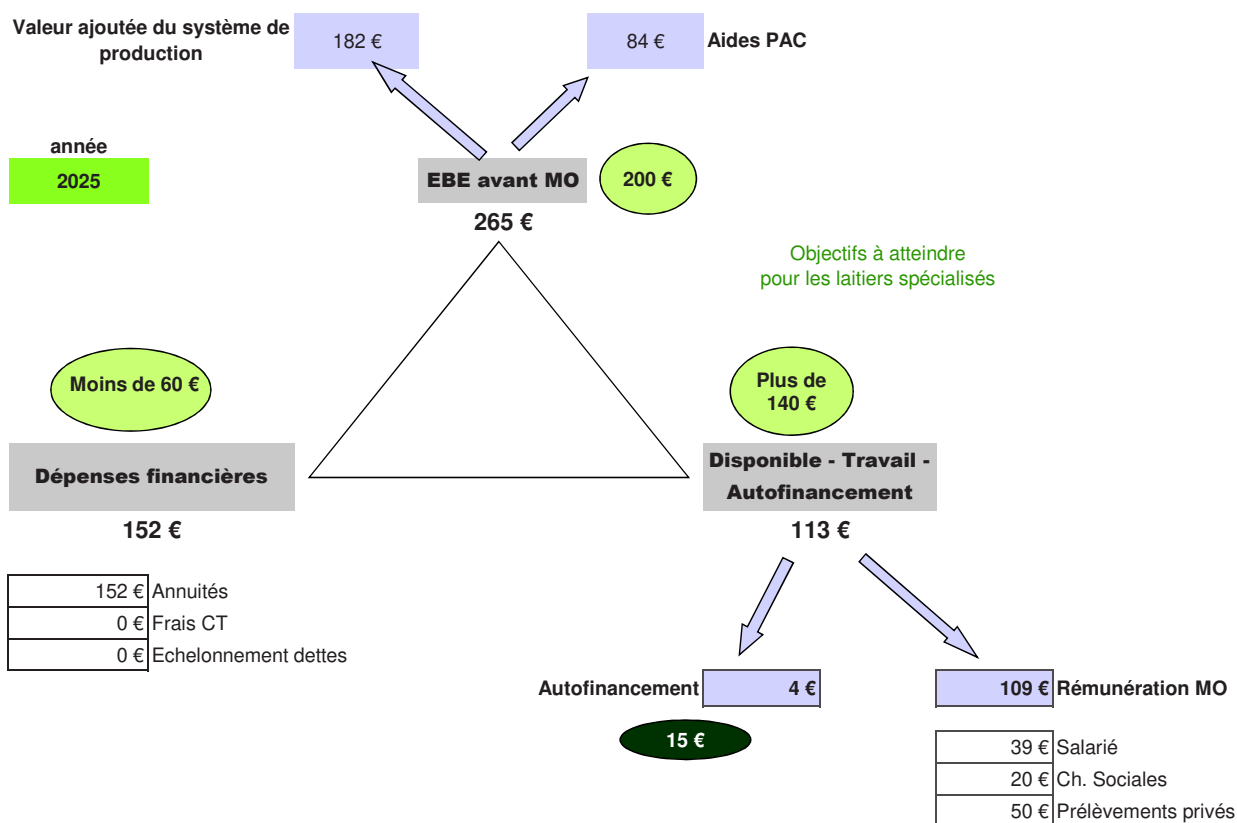 Valeur ajoutée du système de
production
182 €
84 €
Aides PAC
année
2025
EBE avant MO
200 €
265 €
Objectifs à atteindre
pour les laitiers spécialisés
Moins de 60 €
Plus de
140 €
Dépenses financières
Disponible - Travail -
Autofinancement
152 €
113 €
152 € Annuités
0 € Frais CT
0 € Echelonnement dettes
Autofinancement 4 €
109 € Rémunération MO
15 €
39 € Salarié
20 € Ch. Sociales
50 € Prélèvements privés